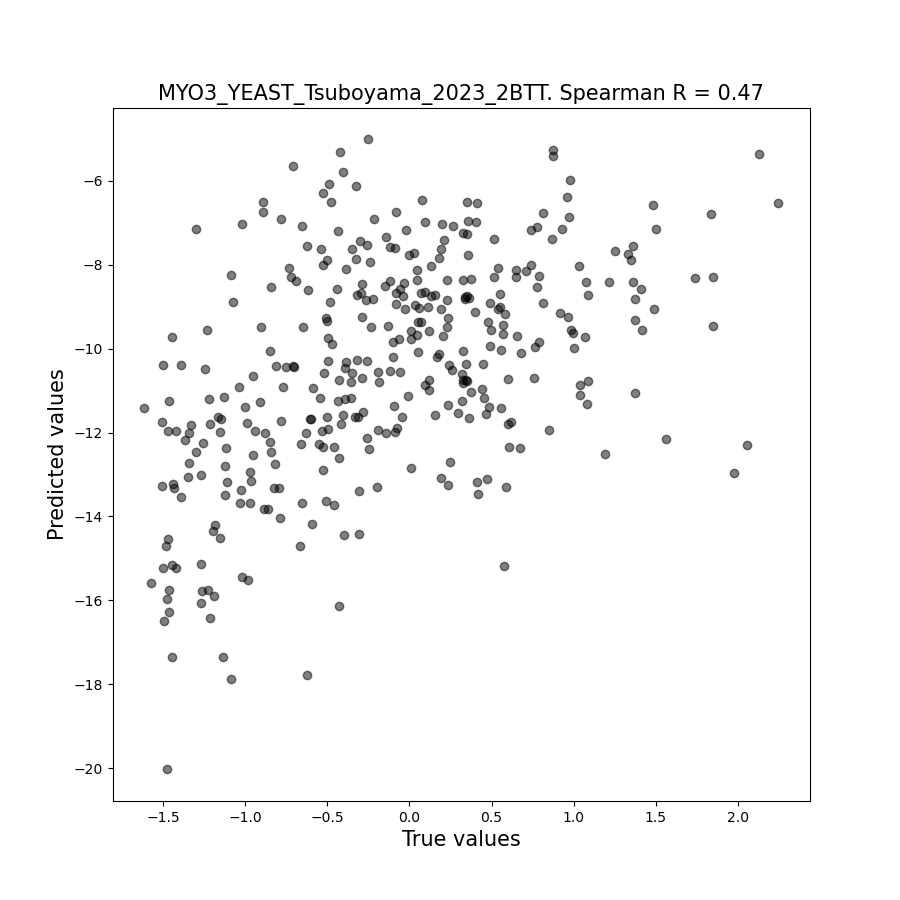 MYO3_YEAST_Tsuboyama_2023_2BTT. Spearman R = 0.47
Predicted values
−6
−8
−10
−12
−14
−16
−18
−20
−1.5 −1.0 −0.5 0.0 0.5 1.0 1.5 2.0
True values